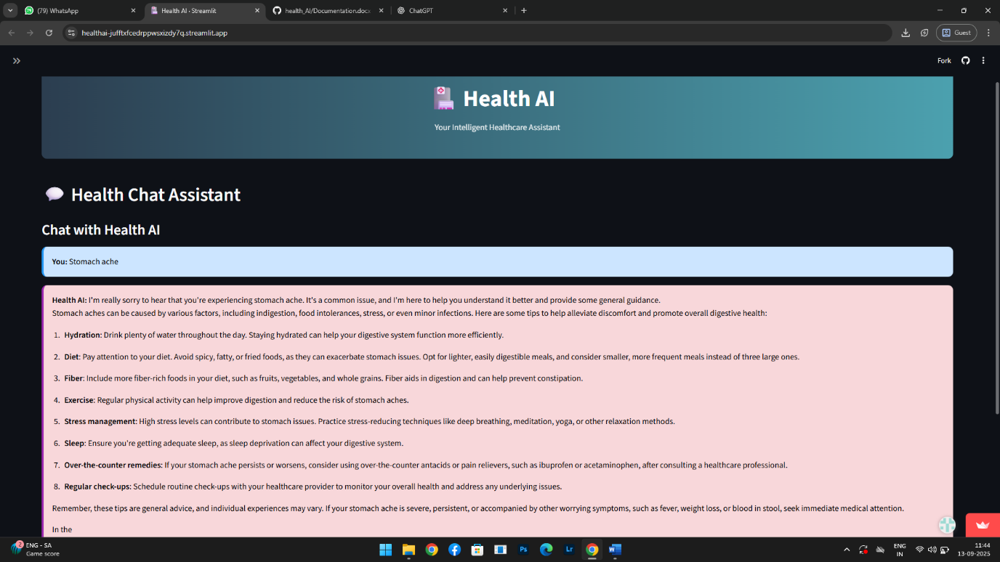 (79) WhatsApp
Health AI · Streamlit
health_AI/Documentation.docx
ChatGPT
healthai-jufftxfcedrppwsxizdy7q.streamlit.app
Guest
Fork
Health AI
Your Intelligent Healthcare Assistant
Health Chat Assistant
Chat with Health AI
You: Stomach ache
Health AI: I'm really sorry to hear that you're experiencing stomach ache. It's a common issue, and I'm here to help you understand it better and provide some general guidance.
Stomach aches can be caused by various factors, including indigestion, food intolerances, stress, or even minor infections. Here are some tips to help alleviate discomfort and promote overall digestive health:
1. Hydration: Drink plenty of water throughout the day. Staying hydrated can help your digestive system function more efficiently.
2. Diet: Pay attention to your diet. Avoid spicy, fatty, or fried foods, as they can exacerbate stomach issues. Opt for lighter, easily digestible meals, and consider smaller, more frequent meals instead of three large ones.
3. Fiber: Include more fiber-rich foods in your diet, such as fruits, vegetables, and whole grains. Fiber aids in digestion and can help prevent constipation.
4. Exercise: Regular physical activity can help improve digestion and reduce the risk of stomach aches.
5. Stress management: High stress levels can contribute to stomach issues. Practice stress-reducing techniques like deep breathing, meditation, yoga, or other relaxation methods.
6. Sleep: Ensure you're getting adequate sleep, as sleep deprivation can affect your digestive system.
7. Over-the-counter remedies: If your stomach ache persists or worsens, consider using over-the-counter antacids or pain relievers, such as ibuprofen or acetaminophen, after consulting a healthcare professional.
8. Regular check-ups: Schedule routine check-ups with your healthcare provider to monitor your overall health and address any underlying issues.
Remember, these tips are general advice, and individual experiences may vary. If your stomach ache is severe, persistent, or accompanied by other worrying symptoms, such as fever, weight loss, or blood in stool, seek immediate medical attention.
In the
2
ENG - SA
Game score
Ps
Lr
ENG
IN
11:44
13-09-2025